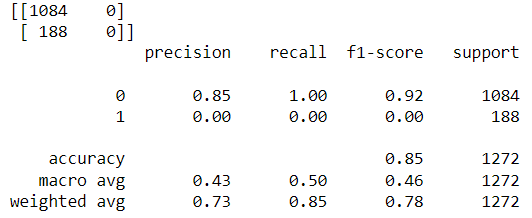 [[1084 0]
[ 188 0]]
precision recall f1-score support
0 0.85 1.00 0.92 1084
1 0.00 0.00 0.00 188
accuracy 0.85 1272
macro avg 0.43 0.50 0.46 1272
weighted avg 0.73 0.85 0.78 1272